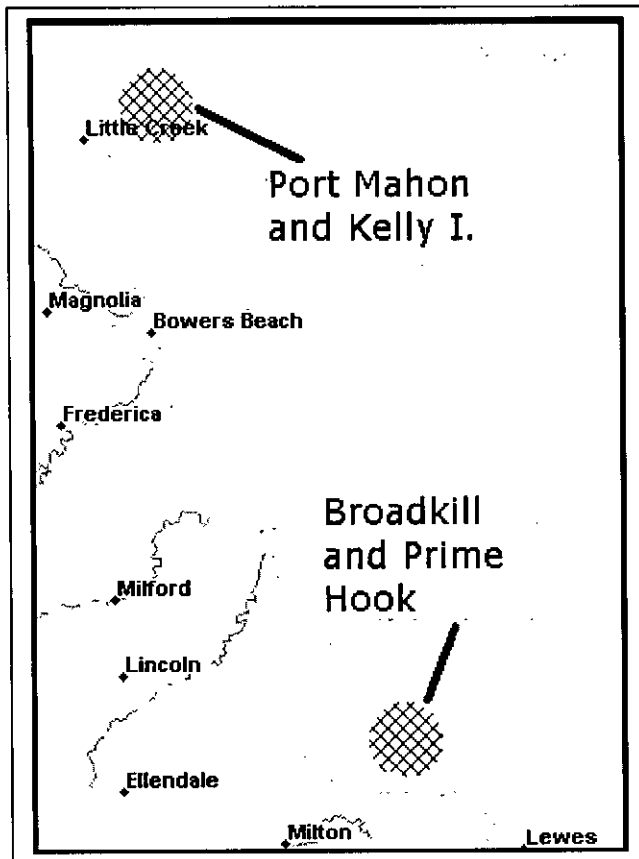 Little Creek
Port Mahon
and Kelly I.
Magnolia
Bowers Beach
Frederica
Broadkill
and Prime
Hook
Milford
Lincoln
Ellendale
Milton
Lewes